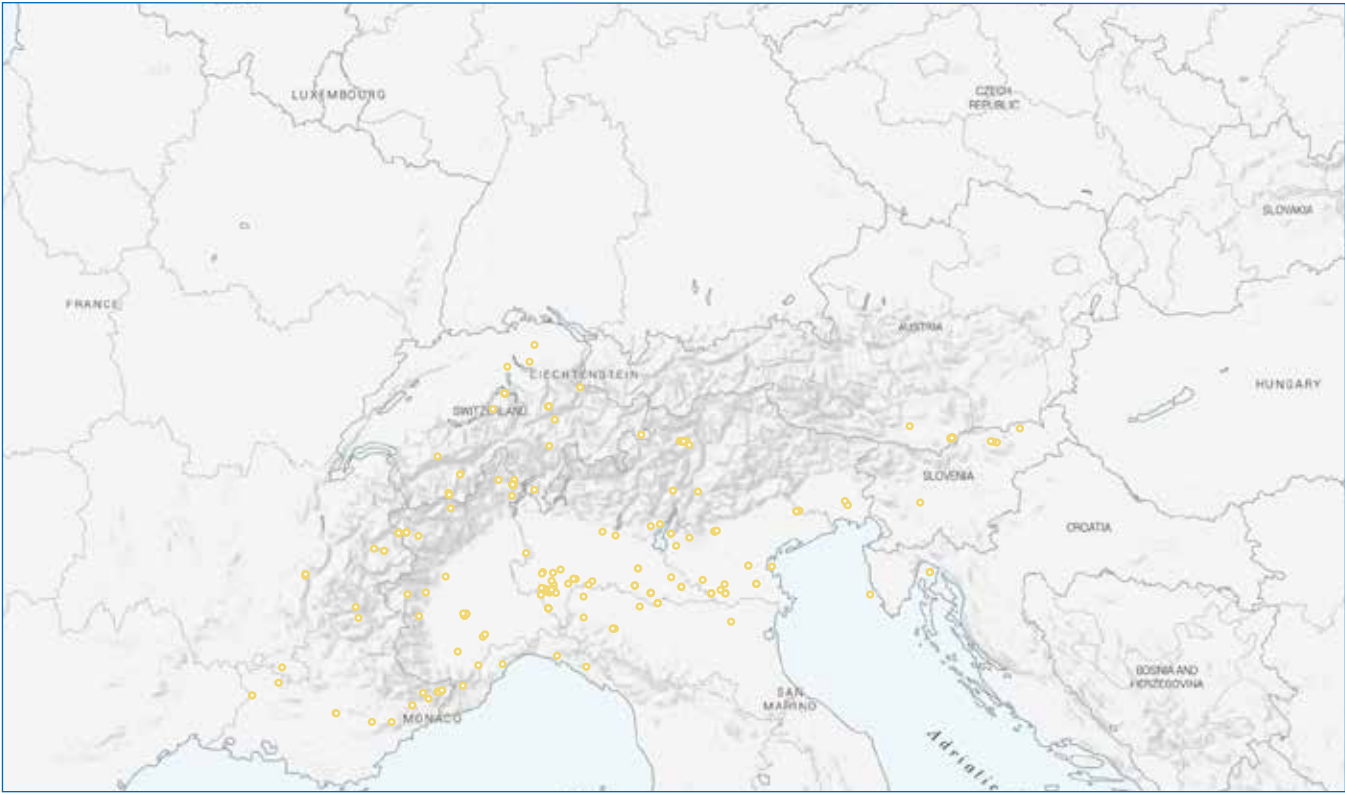 LUXEMBOURG
CZECH
REPUBLIC
SLOVAKIA
FRANCE
AUSTRIA
LIECHTENSTEIN
HUNGARY
SWITZERLAND
SLOVENIA
CROATIA
BOSNIA AND
HERZEGOVINA
SAN
MARINO
MONACO
Adriatic